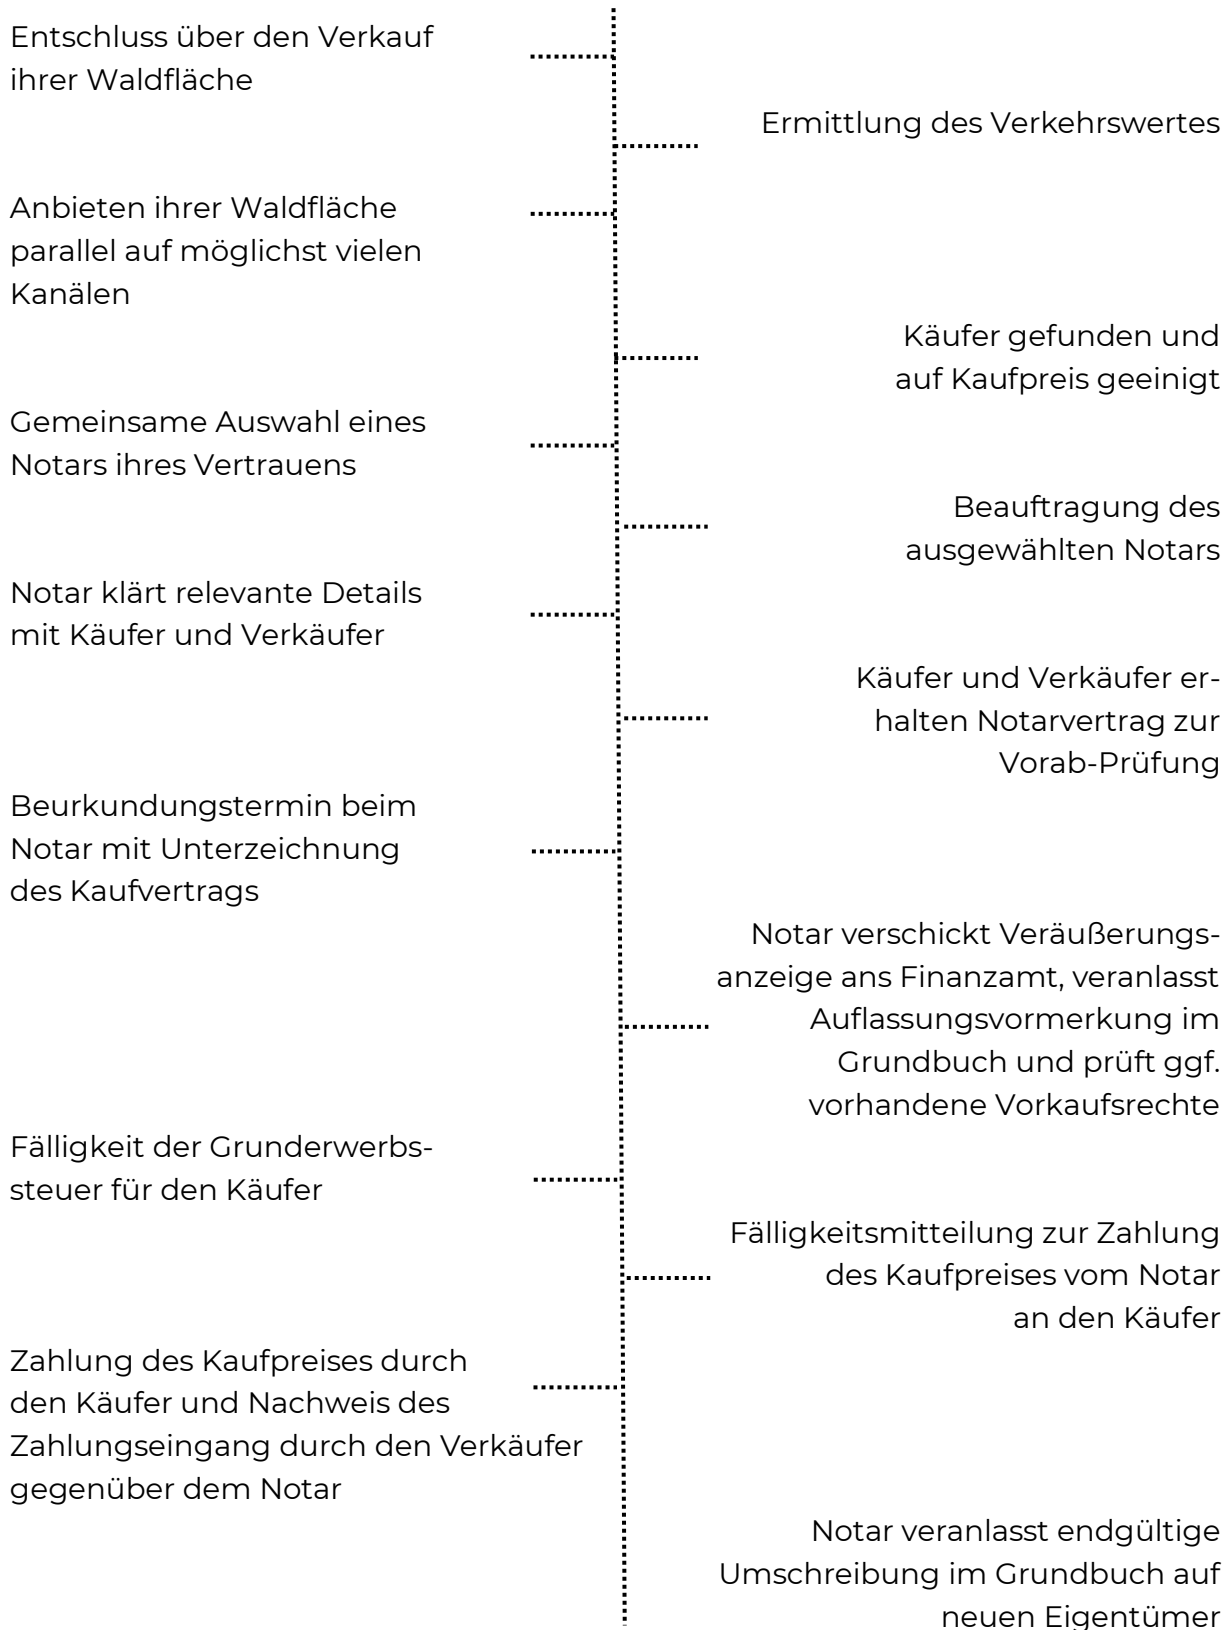 Entschluss über den Verkauf
ihrer Waldfläche
Ermittlung des Verkehrswertes
Anbieten ihrer Waldfläche
parallel auf möglichst vielen
Kanälen
Käufer gefunden und
auf Kaufpreis geeinigt
Gemeinsame Auswahl eines
Notars ihres Vertrauens
Beauftragung des
ausgewählten Notars
Notar klärt relevante Details
mit Käufer und Verkäufer
Käufer und Verkäufer er-
halten Notarvertrag zur
Vorab-Prüfung
Beurkundungstermin beim
Notar mit Unterzeichnung
des Kaufvertrags
Notar verschickt Veräußerungs-
anzeige ans Finanzamt, veranlasst
Auflassungsvormerkung im
Grundbuch und prüft ggf.
vorhandene Vorkaufsrechte
Fälligkeit der Grunderwerbs-
steuer für den Käufer
Fälligkeitsmitteilung zur Zahlung
des Kaufpreises vom Notar
an den Käufer
Zahlung des Kaufpreises durch
den Käufer und Nachweis des
Zahlungseingang durch den Verkäufer
gegenüber dem Notar
Notar veranlasst endgültige
Umschreibung im Grundbuch auf
neuen Eigentümer